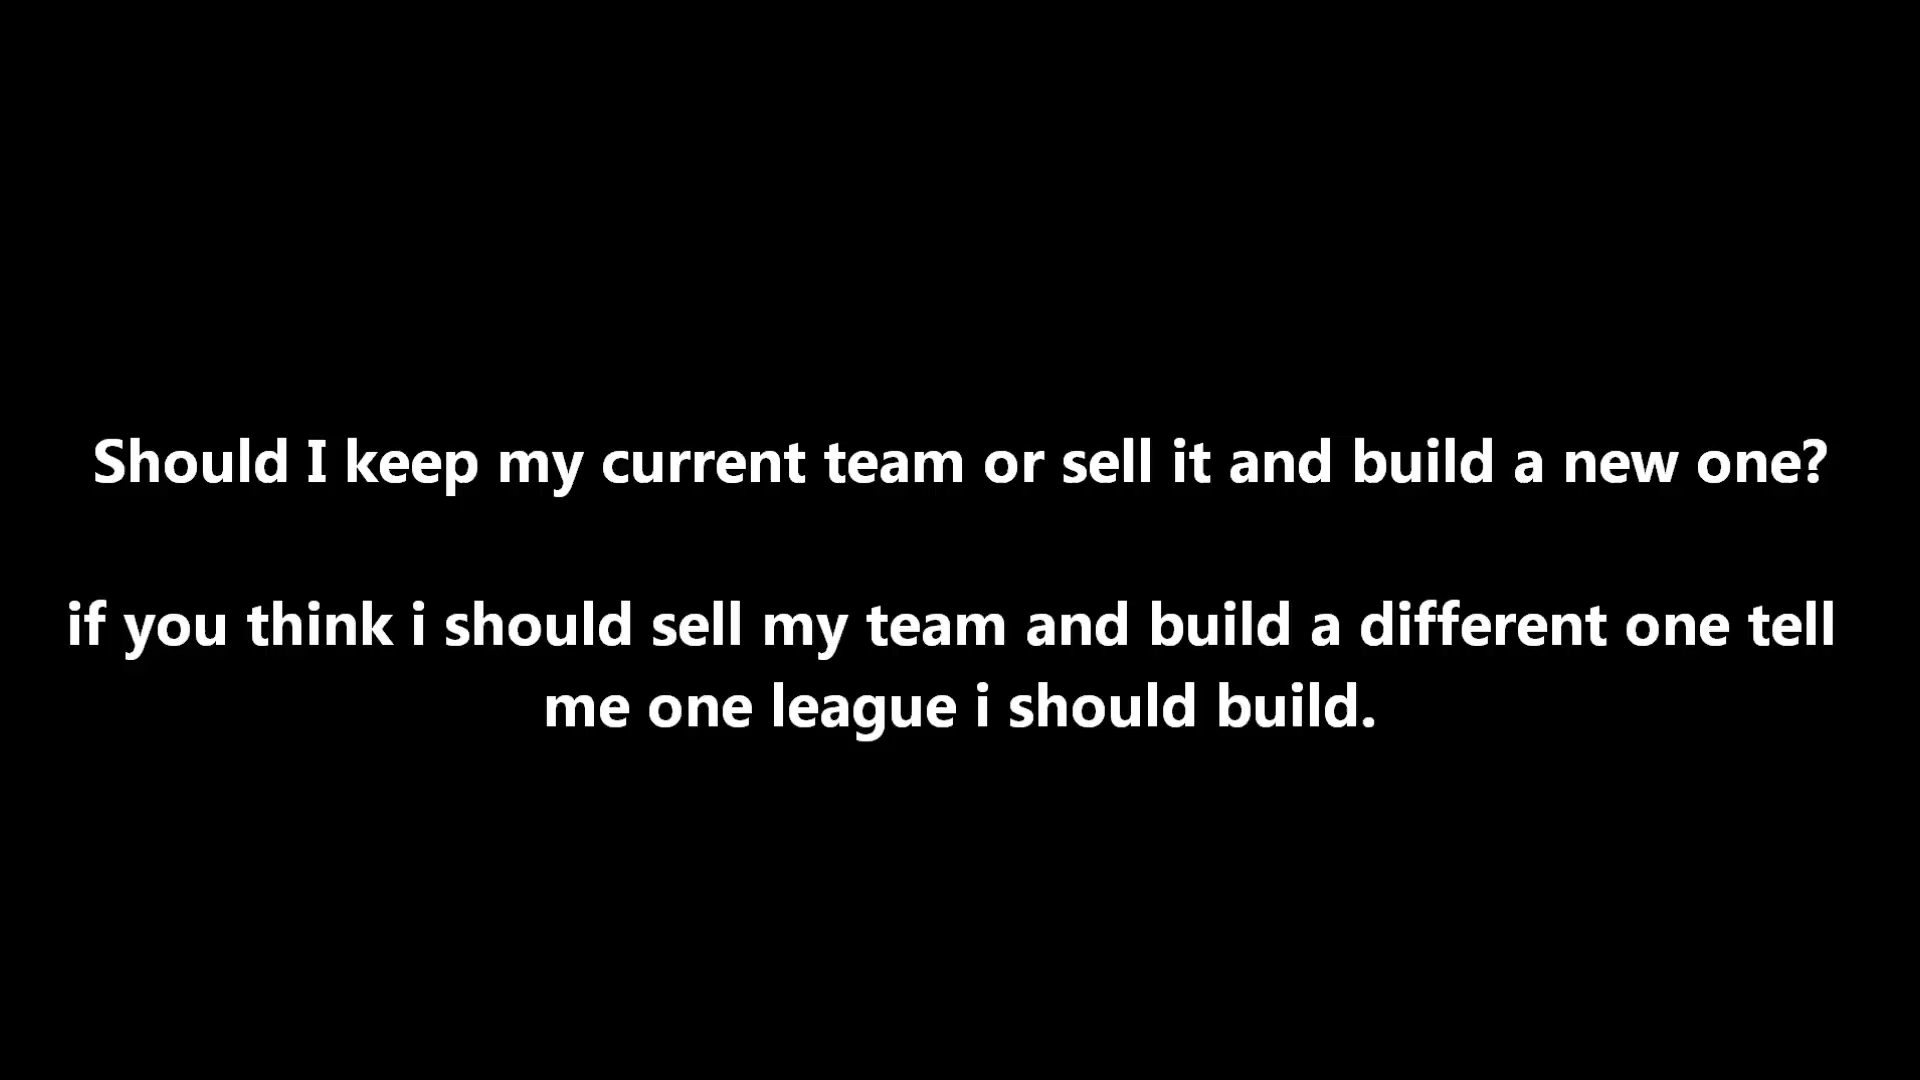 Should I keep my current team or sell it and build a new one?
if you think i should sell my team and build a different one tell
me one league i should build.